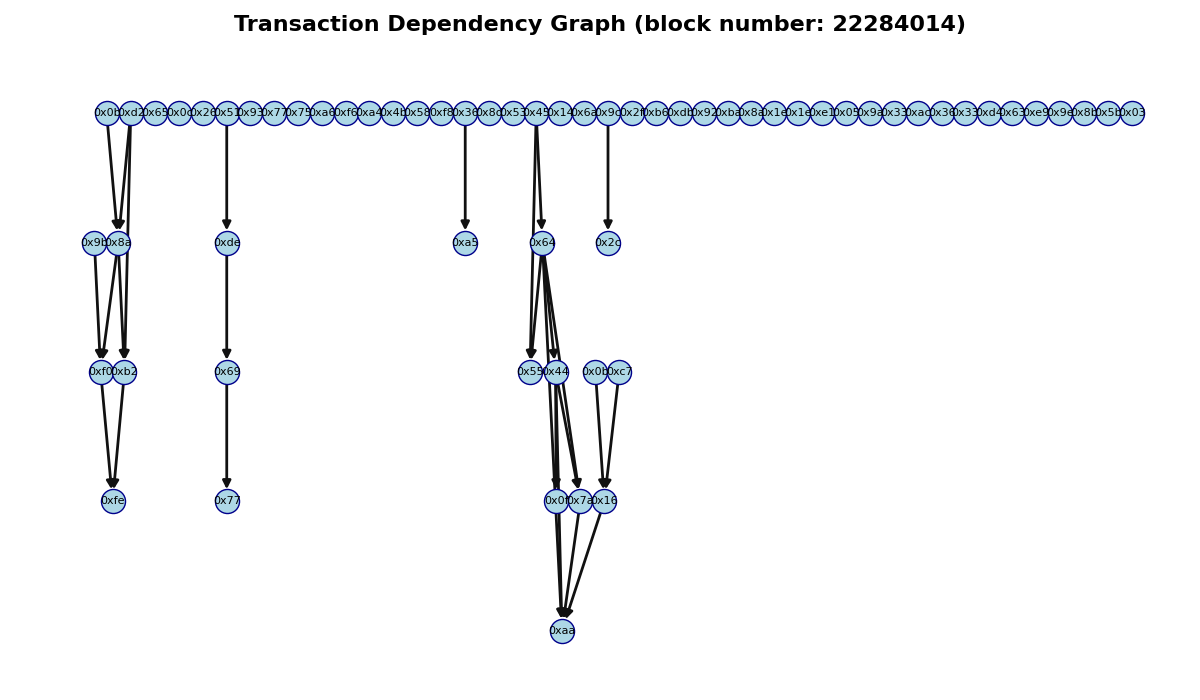 Transaction Dependency Graph (block number: 22284014)
0x0b 0xd2 0x65 0x0c 0x26 0x51 0x93 0x77 0x75 0xa6 0xf6 0xa4 0x4b 0x58 0xf8 0x36 0x8d 0x53 0x45 0x14 0x6a 0x9c 0x2f 0xb6 0xdb 0x92 0xba 0x8a 0x1e 0x1e 0xe1 0x05 0x9a 0x33 0xac 0x36 0x33 0xd4 0x63 0xe9 0x9e 0x8b 0x5b 0x03
0x9b 0x8a 0xde 0xa5 0x64 0x2c
0xf0 0xb2 0x69 0x55 0x44 0x0b 0xc7
0xfe 0x77 0x0f 0x7a 0x16
0xaa